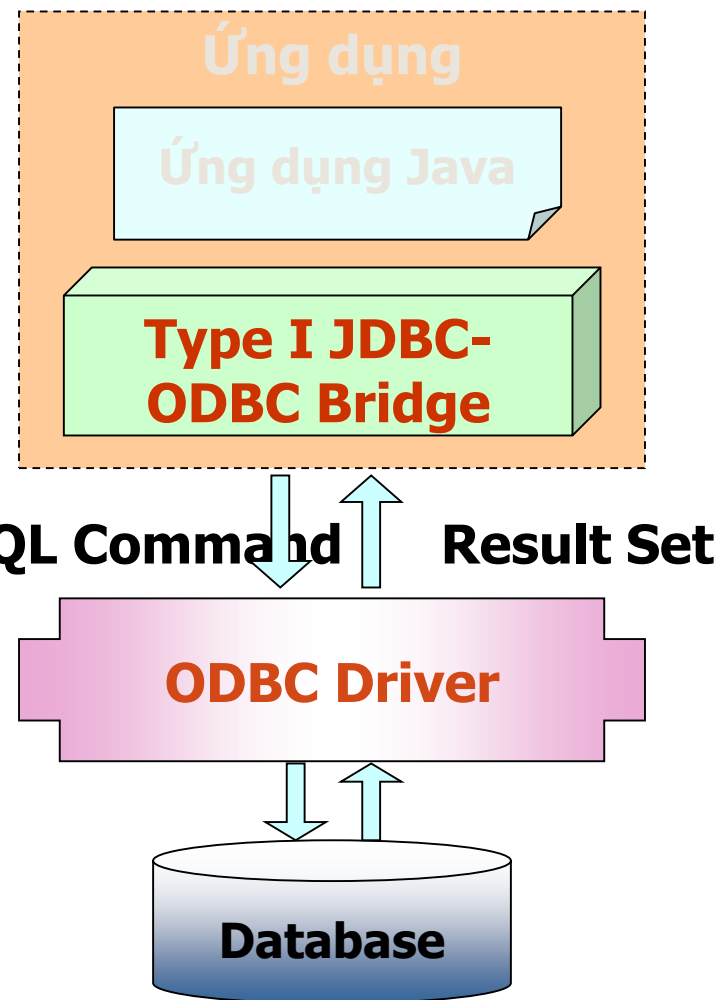 Ứng dụng
Ứng dụng Java
Type I JDBC-
ODBC Bridge
QL Command Result Set
ODBC Driver
Database